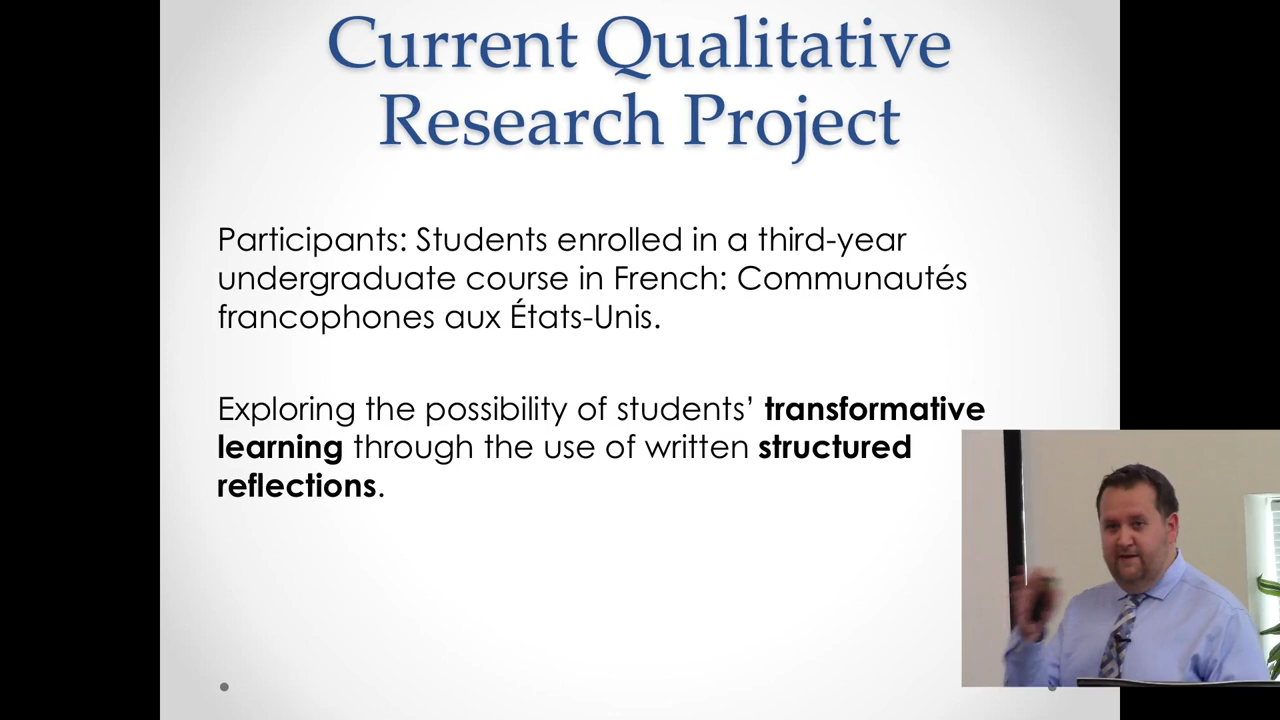 Current Qualitative
Research Project
Participants: Students enrolled in a third-year
undergraduate course in French: Communautés
francophones aux États-Unis.
Exploring the possibility of students’ transformative
learning through the use of written structured
reflections.